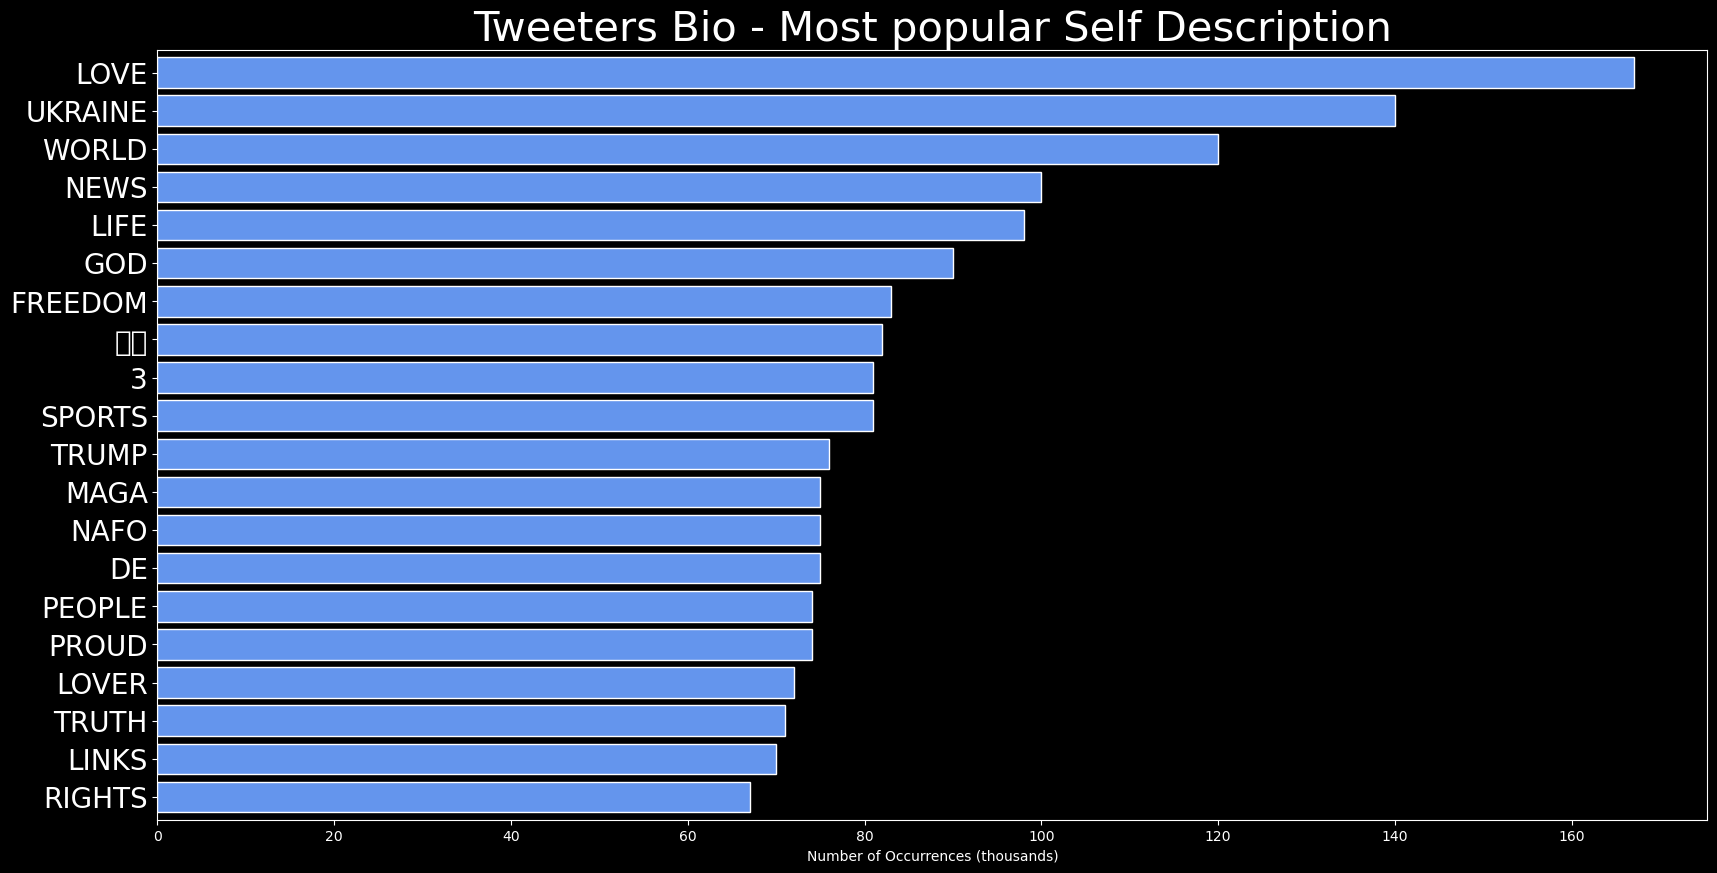 Tweeters Bio - Most popular Self Description
LOVE
UKRAINE
WORLD
NEWS
LIFE
GOD
FREEDOM
3
SPORTS
TRUMP
MAGA
NAFO
DE
PEOPLE
PROUD
LOVER
TRUTH
LINKS
RIGHTS
0 20 40 60 80 100 120 140 160
Number of Occurrences (thousands)